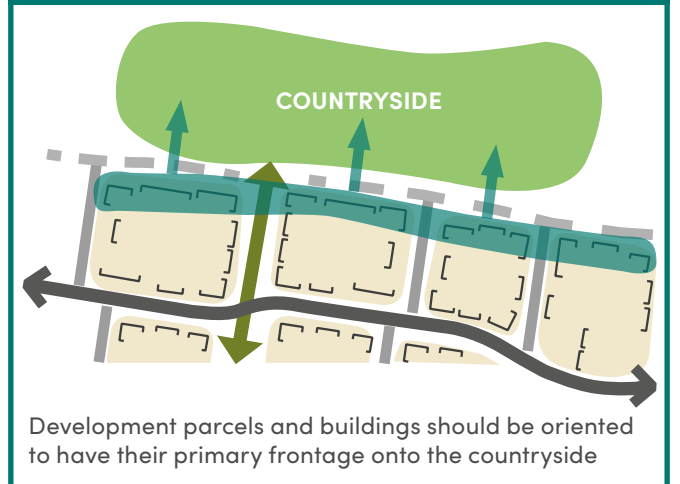 COUNTRYSIDE
Development parcels and buildings should be oriented
to have their primary frontage onto the countryside